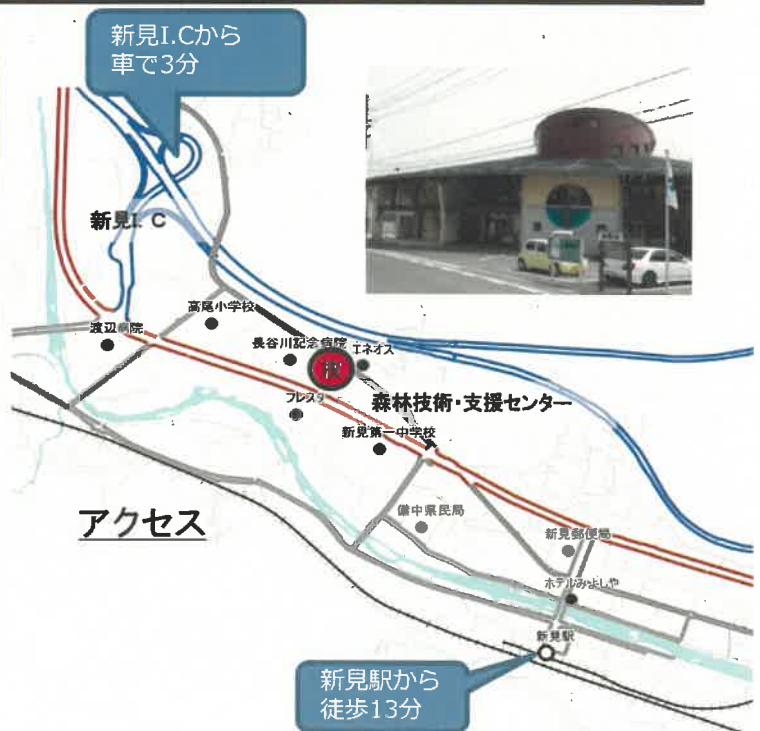 新見I.Cから
車で3分
新見I.C
高尾小学校
渡辺病院
長谷川記念病院
エネオス
フレスタ
森林技術・支援センター
新見第一中学校
アクセス
備中県民局
新見郵便局
ホテルみよしや
新見駅
新見駅から
徒歩13分